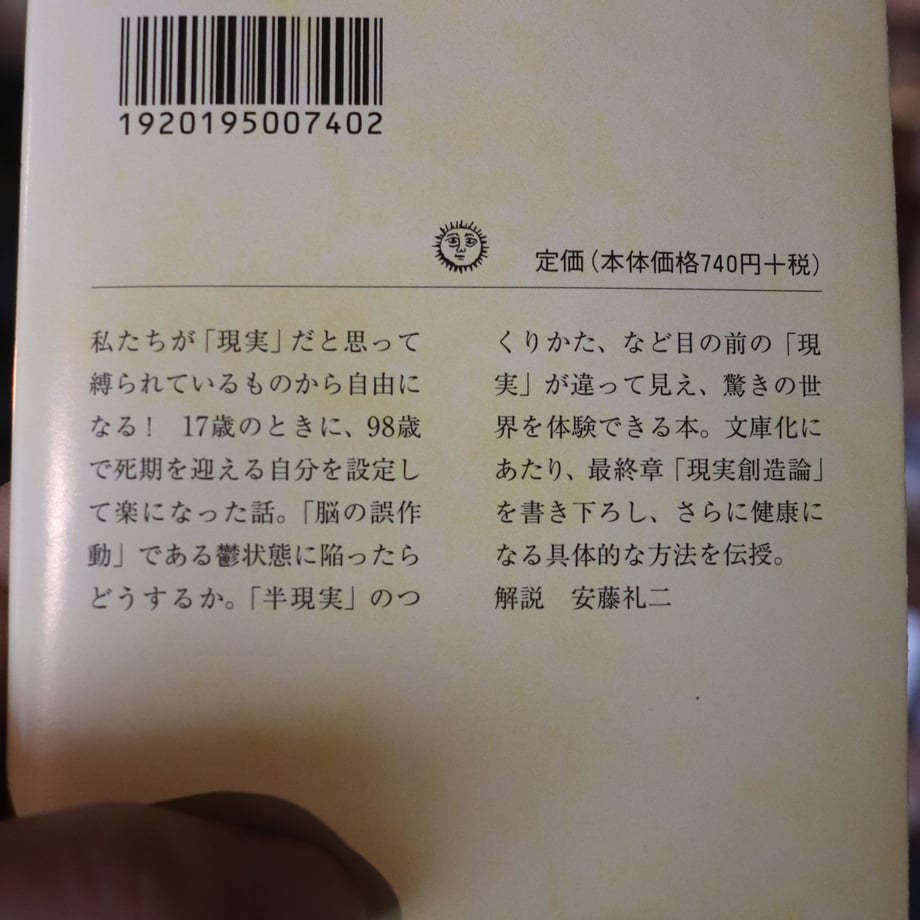 1920195007402
定価（本体価格740円＋税）
私たちが「現実」だと思って
縛られているものから自由に
なる！　17歳のときに、98歳
で死期を迎える自分を設定し
て楽になった話。「脳の誤作
動」である鬱状態に陥ったら
どうするか。「半現実」のつ
くりかた、など目の前の「現
実」が違って見え、驚きの世
界を体験できる本。文庫化に
あたり、最終章「現実創造論」
を書き下ろし、さらに健康に
なる具体的な方法を伝授。
解説　安藤礼二